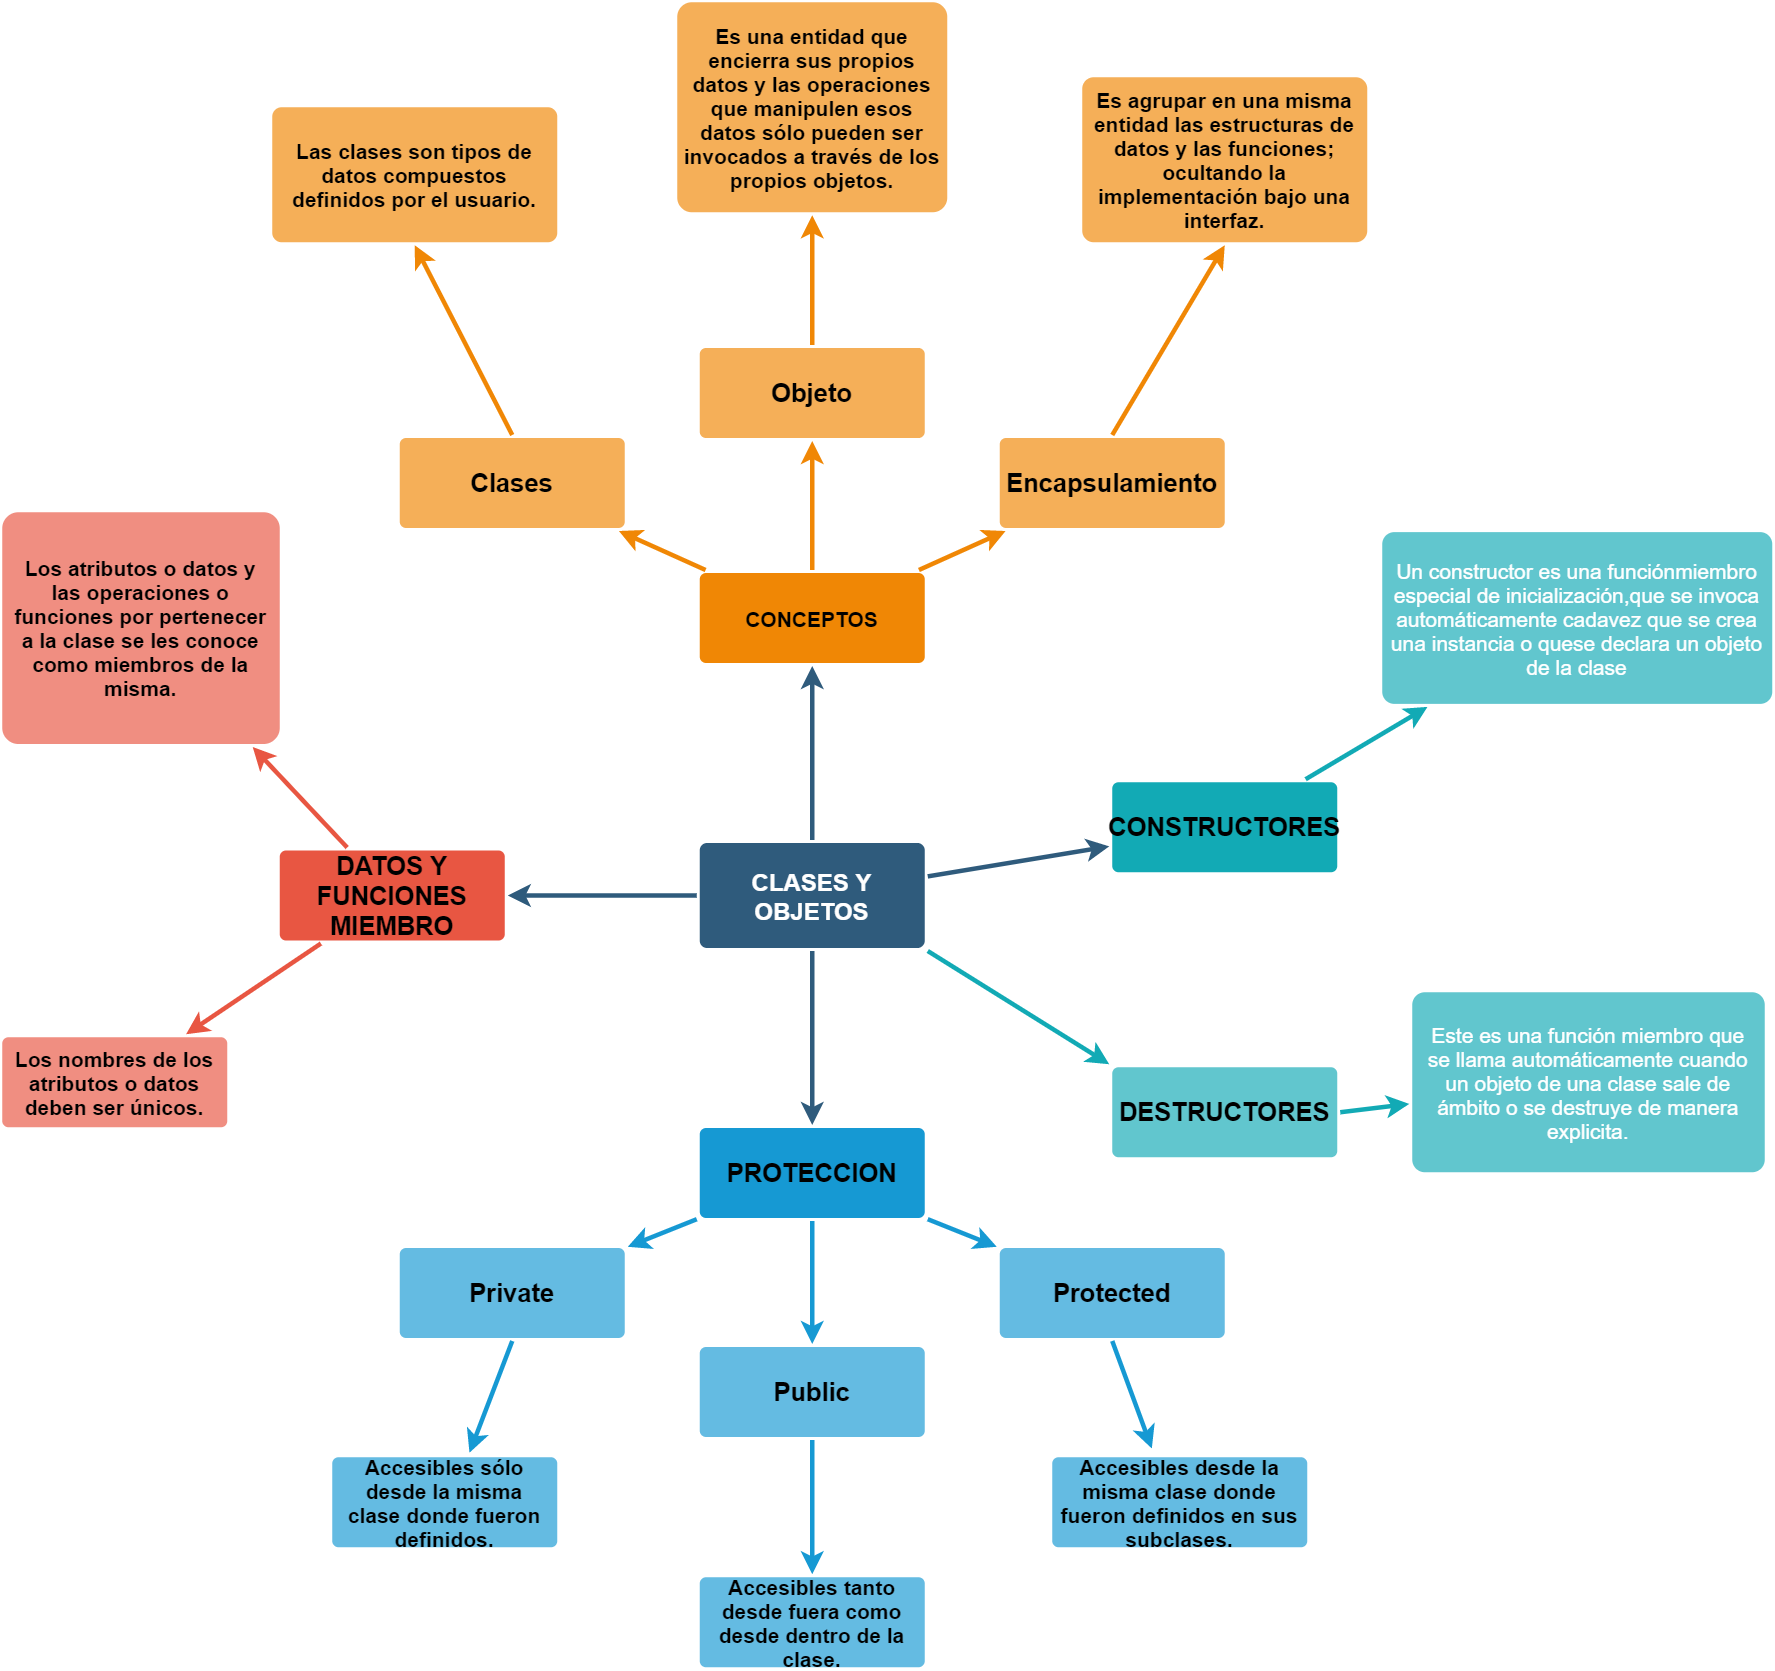 Es una entidad que
encierra sus propios
datos y las operaciones
que manipulen esos
datos sólo pueden ser
invocados a través de los
propios objetos.
Es agrupar en una misma
entidad las estructuras de
datos y las funciones;
ocultando la
implementación bajo una
interfaz.
Las clases son tipos de
datos compuestos
definidos por el usuario.
Objeto
Clases
Encapsulamiento
CONCEPTOS
Los atributos o datos y
las operaciones o
funciones por pertenecer
a la clase se les conoce
como miembros de la
misma.
Un constructor es una funciónmiembro
especial de inicialización,que se invoca
automáticamente cadavez que se crea
una instancia o quese declara un objeto
de la clase
CONSTRUCTORES
DATOS Y
FUNCIONES
MIEMBRO
CLASES Y
OBJETOS
Los nombres de los
atributos o datos
deben ser únicos.
Este es una función miembro que
se llama automáticamente cuando
un objeto de una clase sale de
ámbito o se destruye de manera
explicita.
DESTRUCTORES
PROTECCION
Private
Protected
Public
Accesibles sólo
desde la misma
clase donde fueron
definidos.
Accesibles desde la
misma clase donde
fueron definidos en sus
subclases.
Accesibles tanto
desde fuera como
desde dentro de la
clase.